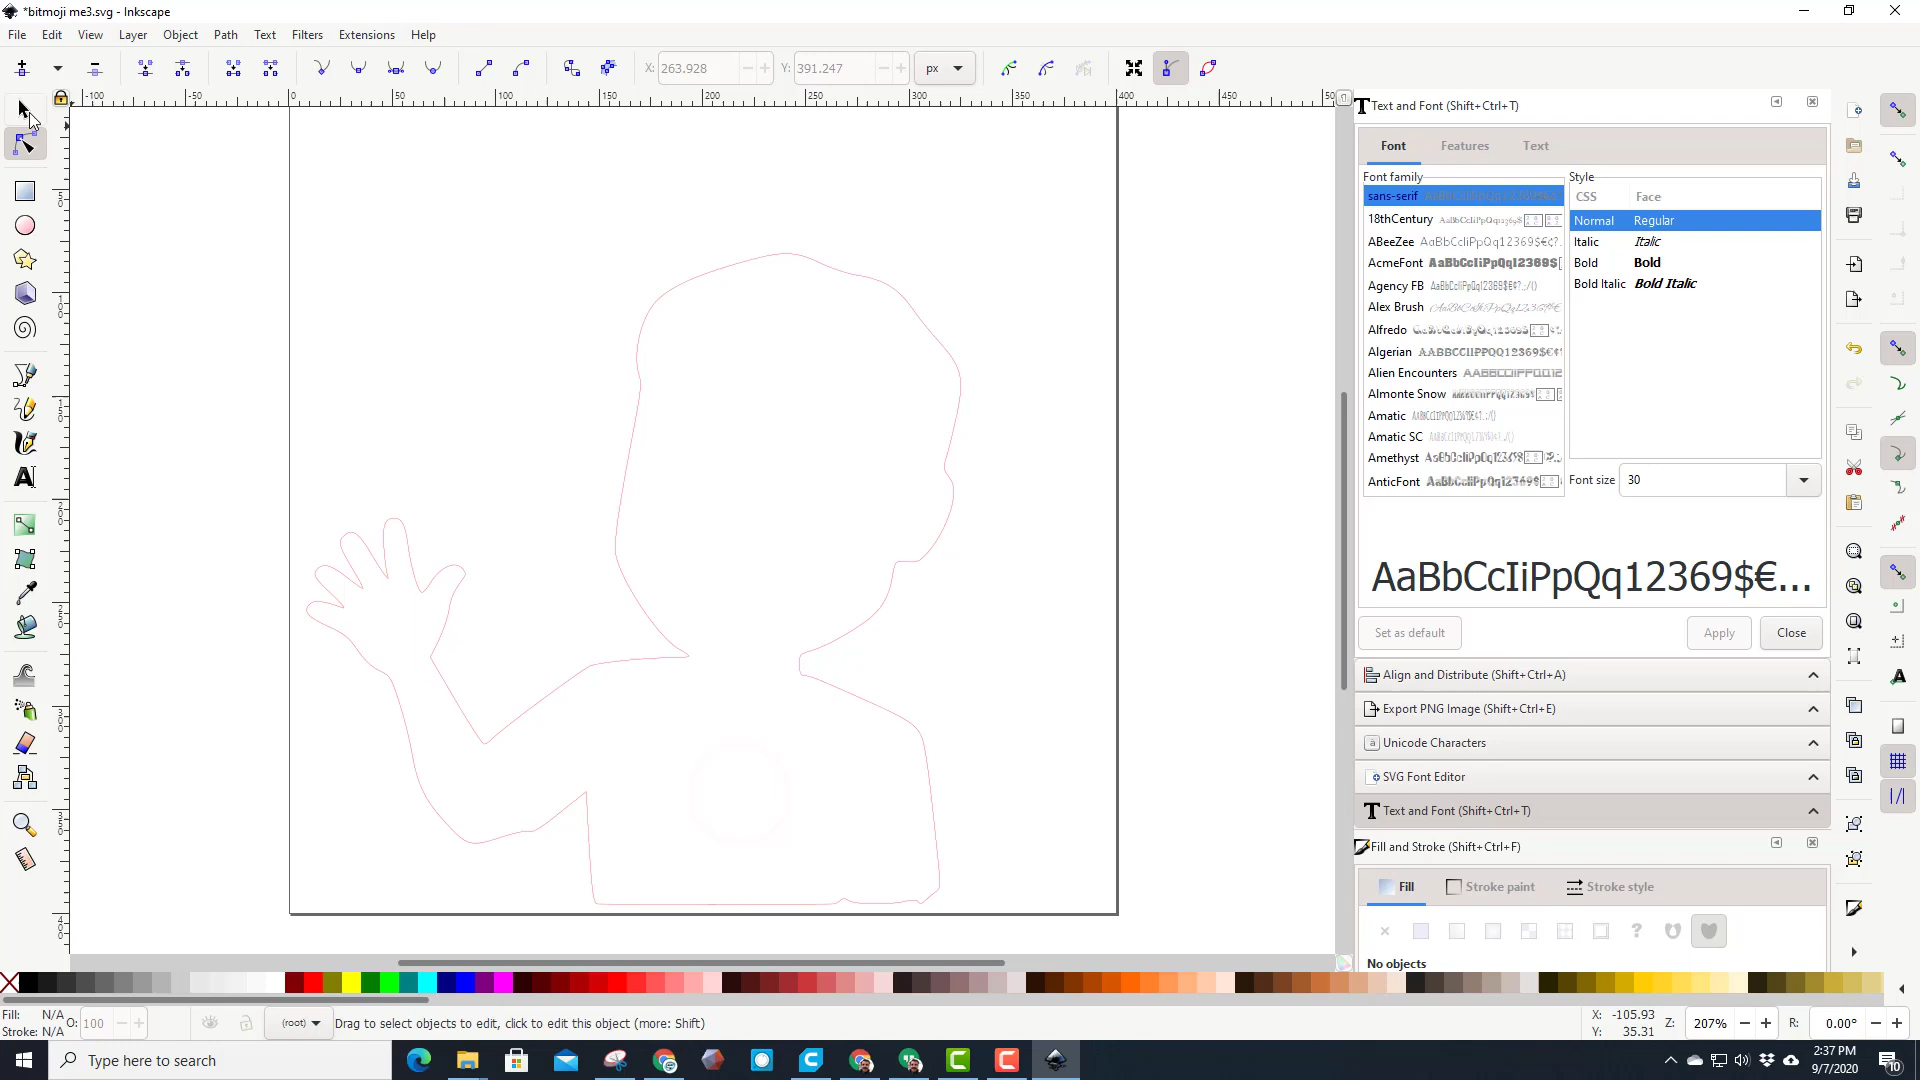 *bitmoji me3.svg - Inkscape
File Edit View Layer Object Path Text Filters Extensions Help
X: 263.928 Y: 391.247 px
-100 -50 0 50 100 150 200 250 300 350 400 450
Text and Font (Shift+Ctrl+T)
Font Features Text
Font family
Style
sans-serif
CSS Face
18thCentury
Normal Regular
ABeeZee AaBbCcIiPpQq12369$€¢?.
Italic Italic
AcmeFont AaBbCcIiPpQq12369$
Bold Bold
Agency FB AaBbCcIiPpQq12369$€¢?.;/()
Bold Italic Bold Italic
Alex Brush
Alfredo
Algerian AABBCCIIPPQQ12369$€¢
Alien Encounters
Almonte Snow
Amatic
Amatic SC
Amethyst
AnticFont
Font size 30
AaBbCcIiPpQq12369$€...
Set as default Apply Close
Align and Distribute (Shift+Ctrl+A)
Export PNG Image (Shift+Ctrl+E)
Unicode Characters
SVG Font Editor
Text and Font (Shift+Ctrl+T)
Fill and Stroke (Shift+Ctrl+F)
Fill Stroke paint Stroke style
No objects
Fill: N/A
Stroke: N/A
O: 100
(root)
Drag to select objects to edit, click to edit this object (more: Shift)
X: -105.93
Y: 35.31
Z: 207%
R: 0.00°
Type here to search
2:37 PM
9/7/2020
10